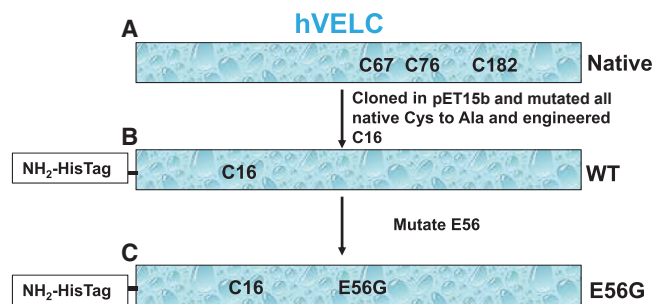 hVELC
A
C67 C76 C182 Native
Cloned in pET15b and mutated all
native Cys to Ala and engineered
C16
B
NH2-HisTag C16 WT
Mutate E56
C
NH2-HisTag C16 E56G E56G